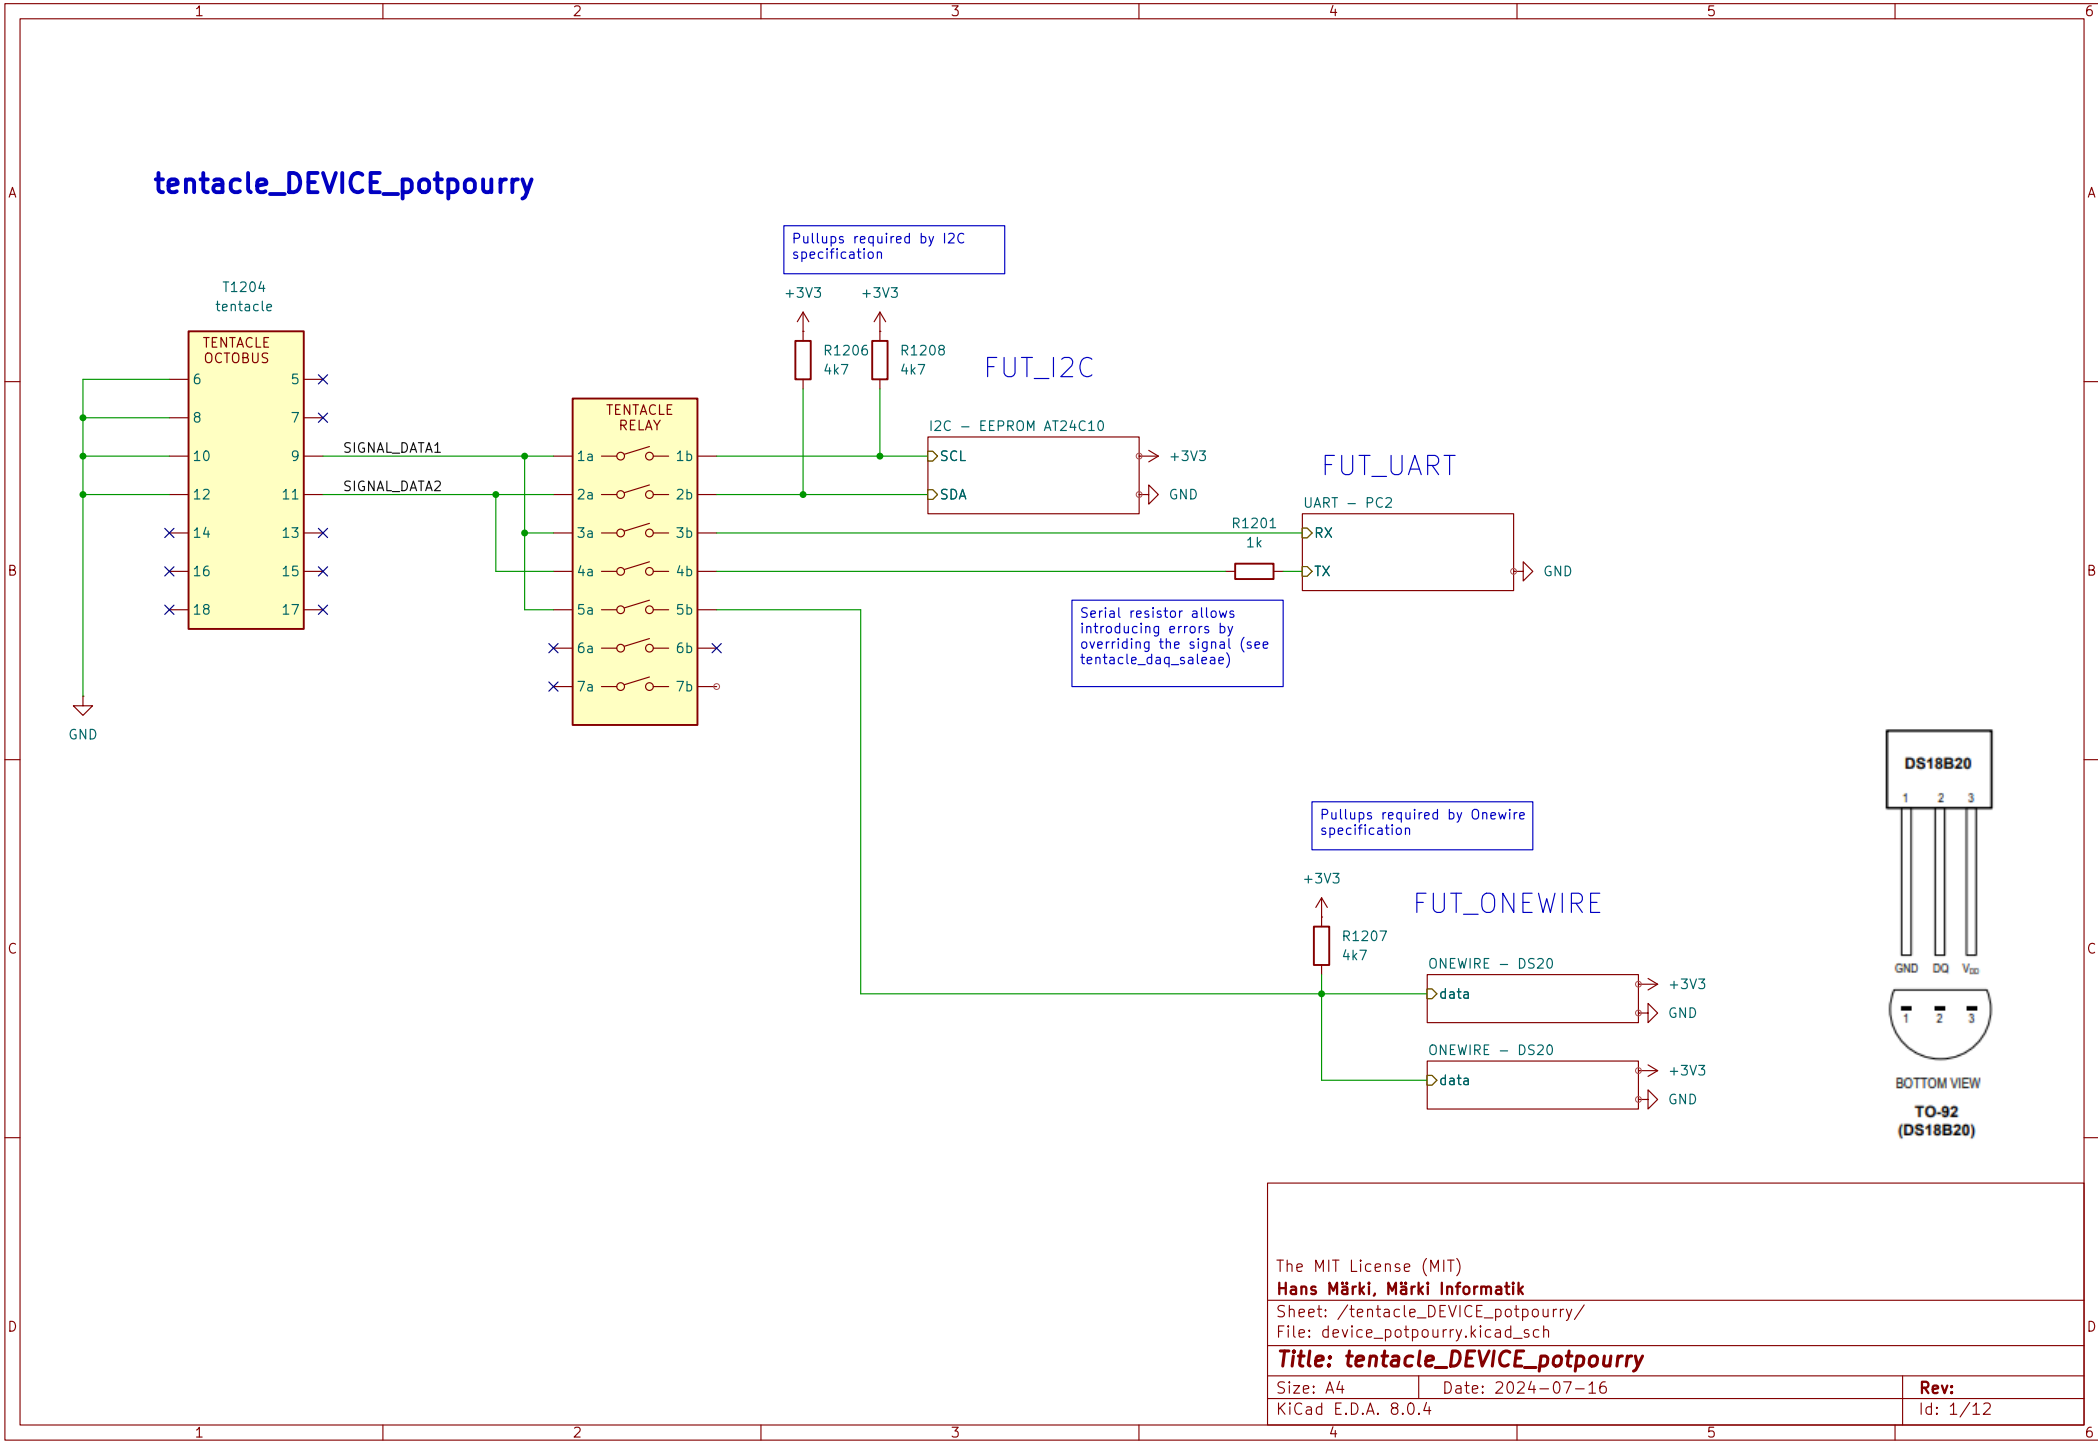 1 2 3 4 5 6
A A
B B
C C
D D
tentacle_DEVICE_potpourry
T1204
tentacle
TENTACLE
OCTOBUS
6 5
8 7
10 9
12 11
14 13
16 15
18 17
GND
SIGNAL_DATA1
SIGNAL_DATA2
TENTACLE
RELAY
1a 1b
2a 2b
3a 3b
4a 4b
5a 5b
6a 6b
7a 7b
Pullups required by I2C
specification
+3V3 +3V3
R1206
4k7
R1208
4k7
FUT_I2C
I2C - EEPROM AT24C10
SCL
SDA
+3V3
GND
FUT_UART
UART - PC2
R1201
1k
RX
TX
GND
Serial resistor allows
introducing errors by
overriding the signal (see
tentacle_daq_saleae)
Pullups required by Onewire
specification
+3V3
R1207
4k7
FUT_ONEWIRE
ONEWIRE - DS20
data
+3V3
GND
ONEWIRE - DS20
data
+3V3
GND
DS18B20
1 2 3
GND DQ VDD
1 2 3
BOTTOM VIEW
TO-92
(DS18B20)
The MIT License (MIT)
Hans Märki, Märki Informatik
Sheet: /tentacle_DEVICE_potpourry/
File: device_potpourry.kicad_sch
Title: tentacle_DEVICE_potpourry
Size: A4 Date: 2024-07-16 Rev:
KiCad E.D.A. 8.0.4 Id: 1/12
1 2 3 4 5 6